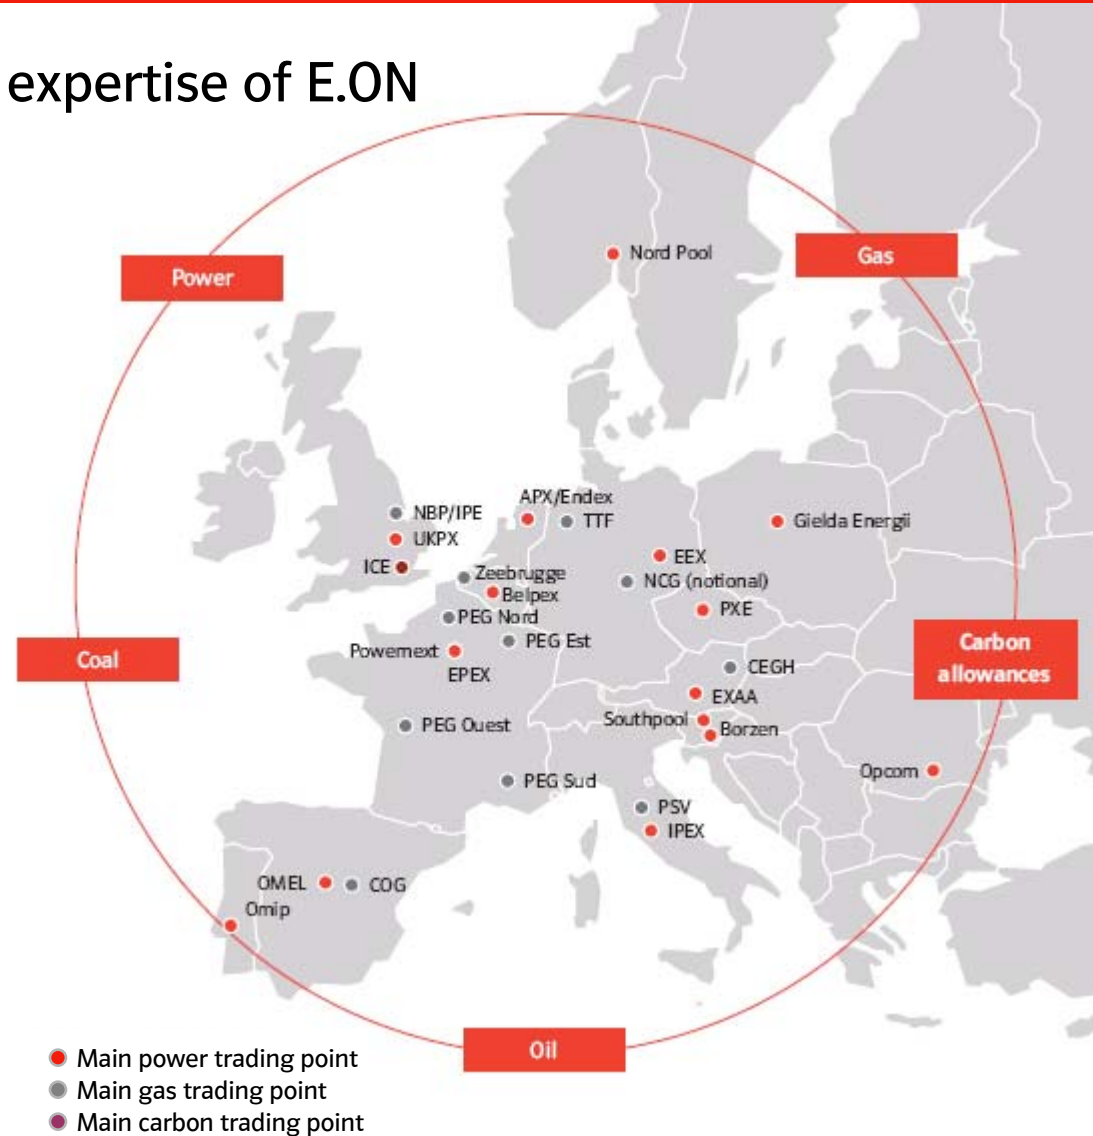 expertise of E.ON
Nord Pool
Gas
Power
APX/Endex
NBP/IPE
TTF
Gielda Energii
UKPX
EEX
ICE
Zeebrugge
NCG (notional)
Belpex
PXE
PEG Nord
PEG Est
Powernext
EPEX
Coal
Carbon
allowances
CEGH
EXAA
Southpool
Borzen
PEG Ouest
Opcom
PEG Sud
PSV
IPEX
OMEL
COG
Omip
Oil
Main power trading point
Main gas trading point
Main carbon trading point